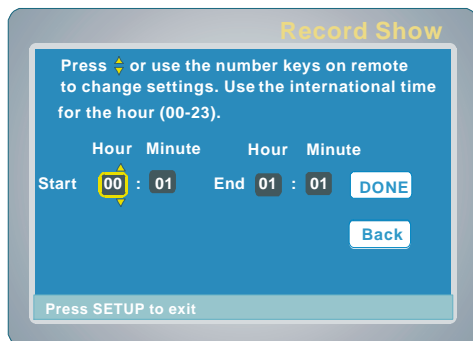 Record Show
Press or use the number keys on remote
to change settings. Use the international time
for the hour (00-23).
Hour Minute Hour Minute
Start 00 : 01 End 01 : 01 DONE
Back
Press SETUP to exit